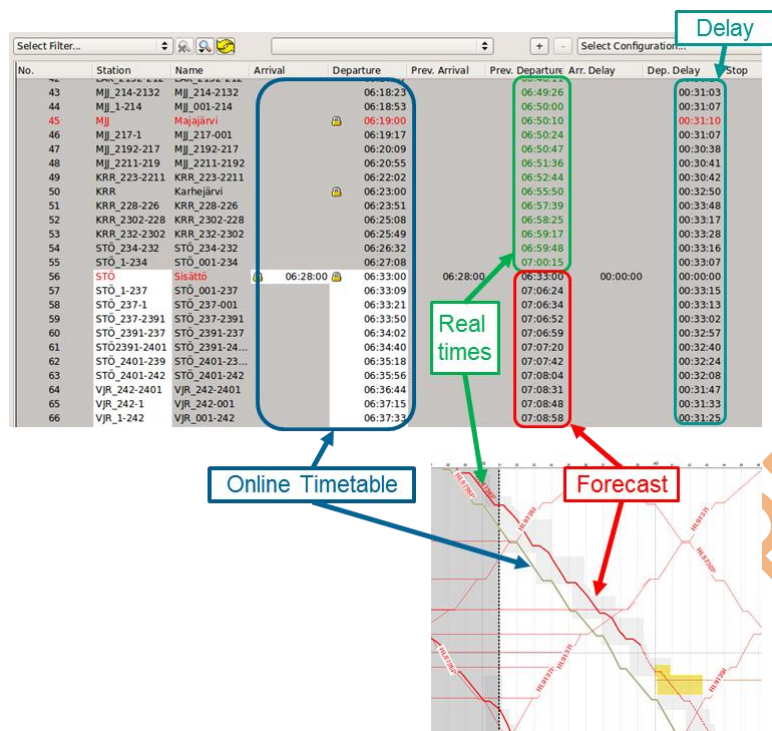 Delay
Select Filter... + - Select Configuration...
No. Station Name Arrival Departure Prev. Arrival Prev. Departure Arr. Delay Dep. Delay Stop
43 MJJ_214-2132 MJJ_214-2132 06:18:23 06:49:26 00:31:03
44 MJJ_1-214 MJJ_001-214 06:18:53 06:50:00 00:31:07
45 MJJ Majajärvi 06:19:00 06:50:10 00:31:10
46 MJJ_217-1 MJJ_217-001 06:19:17 06:50:24 00:31:07
47 MJJ_2192-217 MJJ_2192-217 06:20:09 06:50:47 00:30:38
48 MJJ_2211-219 MJJ_2211-2192 06:20:55 06:51:36 00:30:41
49 KRR_223-2211 KRR_223-2211 06:22:02 06:52:44 00:30:42
50 KRR Karhejärvi 06:23:00 06:55:50 00:32:50
51 KRR_228-226 KRR_228-226 06:23:51 06:57:39 00:33:48
52 KRR_2302-228 KRR_2302-228 06:25:08 06:58:25 00:33:17
53 KRR_232-2302 KRR_232-2302 06:25:49 06:59:17 00:33:28
54 STÖ_234-232 STÖ_234-232 06:26:32 06:59:48 00:33:16
55 STÖ_1-234 STÖ_001-234 06:27:08 07:00:15 00:33:07
56 STÖ Sisättö 06:28:00 06:33:00 06:28:00 06:33:00 00:00:00 00:00:00
57 STÖ_1-237 STÖ_001-237 06:33:09 07:06:24 00:33:15
58 STÖ_237-1 STÖ_237-001 06:33:21 07:06:34 00:33:13
59 STÖ_237-2391 STÖ_237-2391 06:33:50 07:06:52 00:33:02
60 STÖ_2391-237 STÖ_2391-237 06:34:02 07:06:59 00:32:57
61 STÖ2391-2401 STÖ_2391-24... 06:34:40 07:07:20 00:32:40
62 STÖ_2401-239 STÖ_2401-23... 06:35:18 07:07:42 00:32:24
63 STÖ_2401-242 STÖ_2401-242 06:35:56 07:08:04 00:32:08
64 VJR_242-2401 VJR_242-2401 06:36:44 07:08:31 00:31:47
65 VJR_242-1 VJR_242-001 06:37:15 07:08:48 00:31:33
66 VJR_1-242 VJR_001-242 06:37:33 07:08:58 00:31:25
Real
times
Online Timetable
Forecast